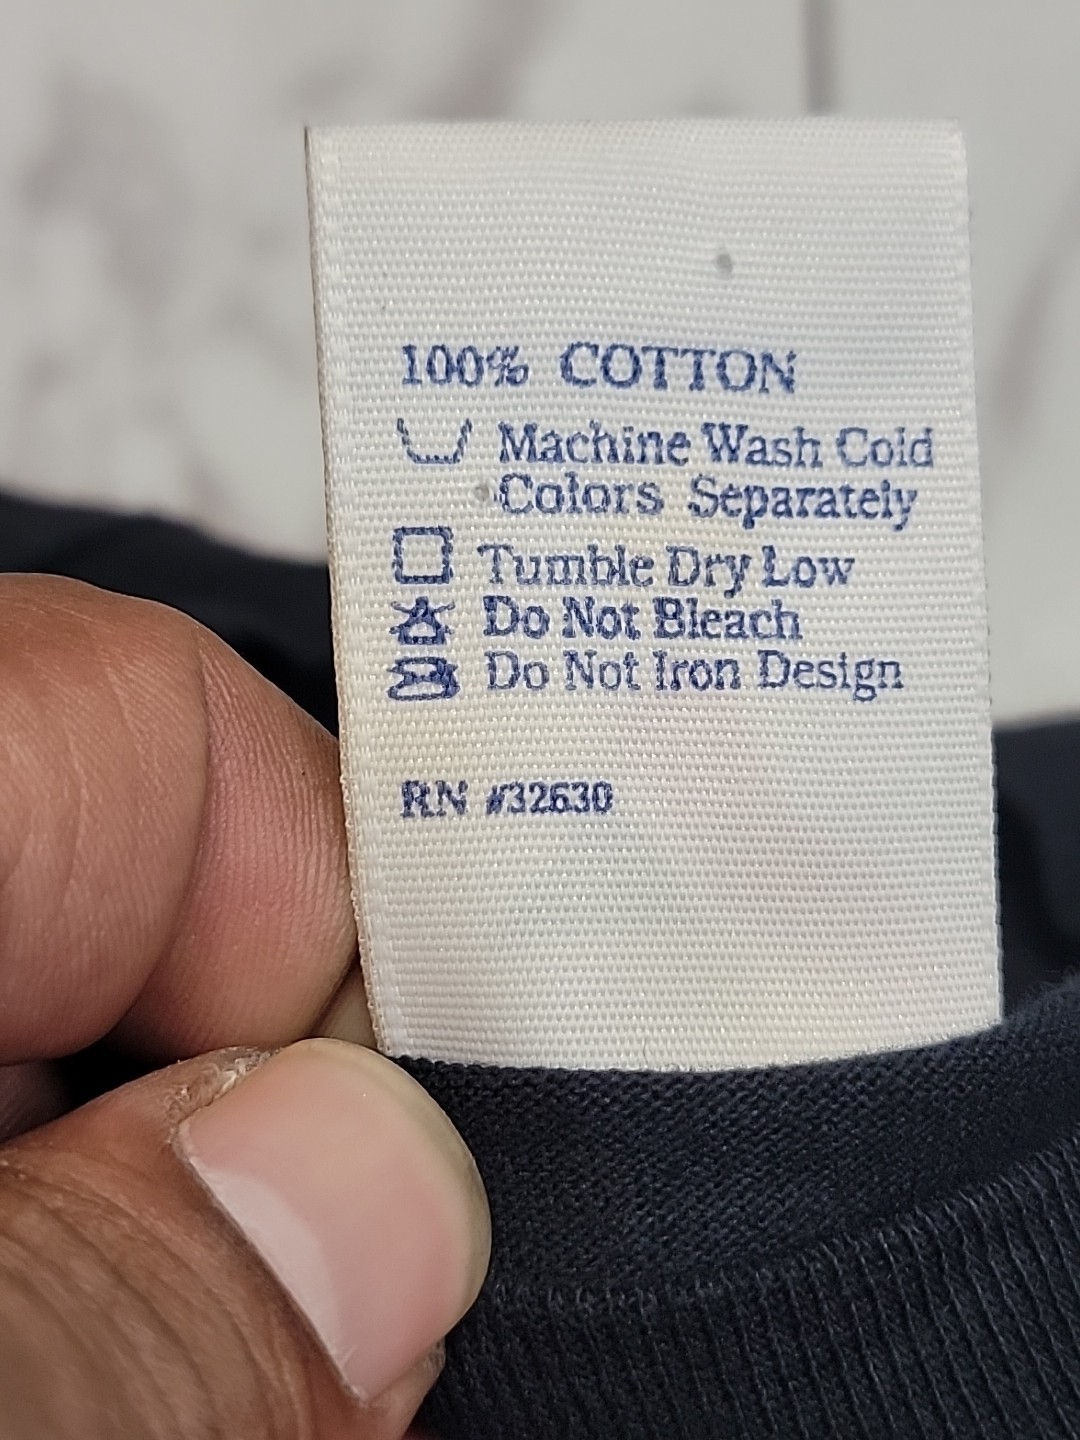 100% COTTON
Machine Wash Cold
Colors Separately
Tumble Dry Low
Do Not Bleach
Do Not Iron Design
RN #32630